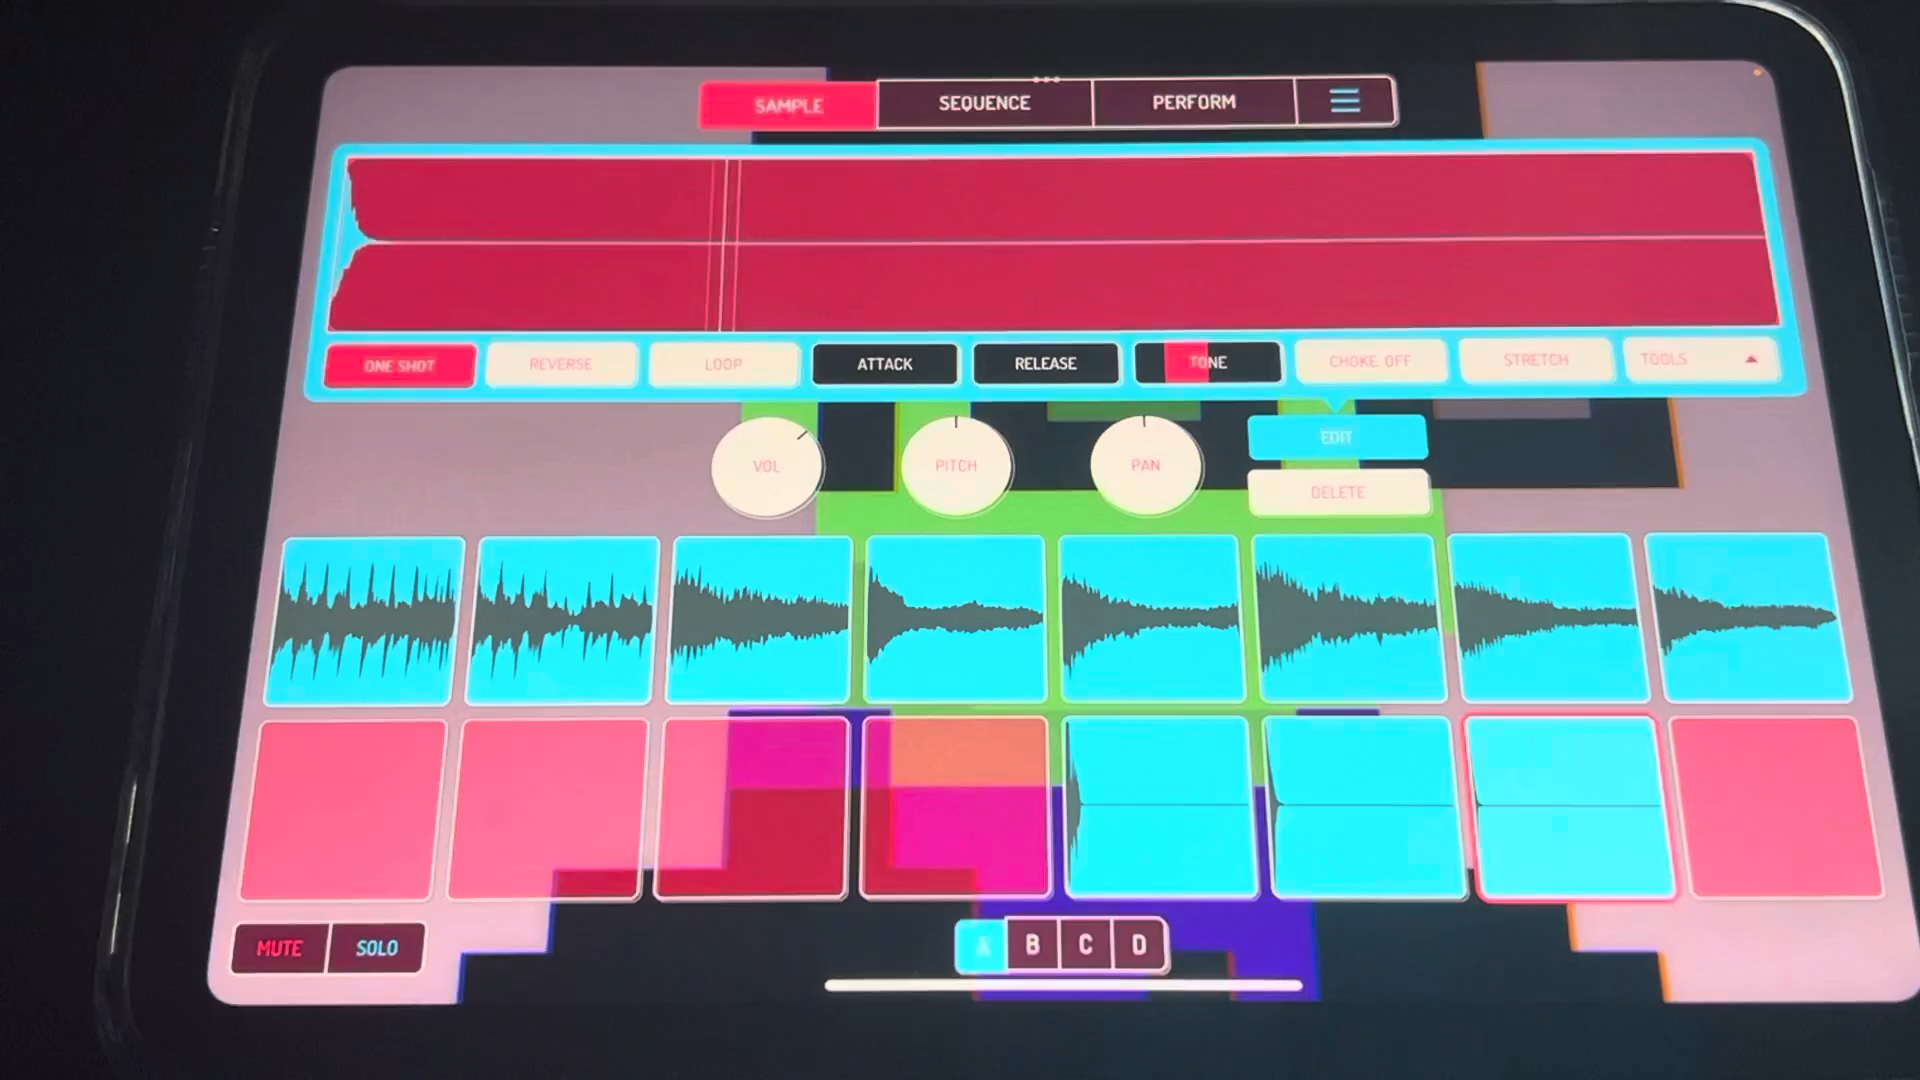 SAMPLE SEQUENCE PERFORM
ONE SHOT REVERSE LOOP ATTACK RELEASE TONE CHOKE OFF STRETCH TOOLS
VOL PITCH PAN EDIT
DELETE
MUTE SOLO A B C D